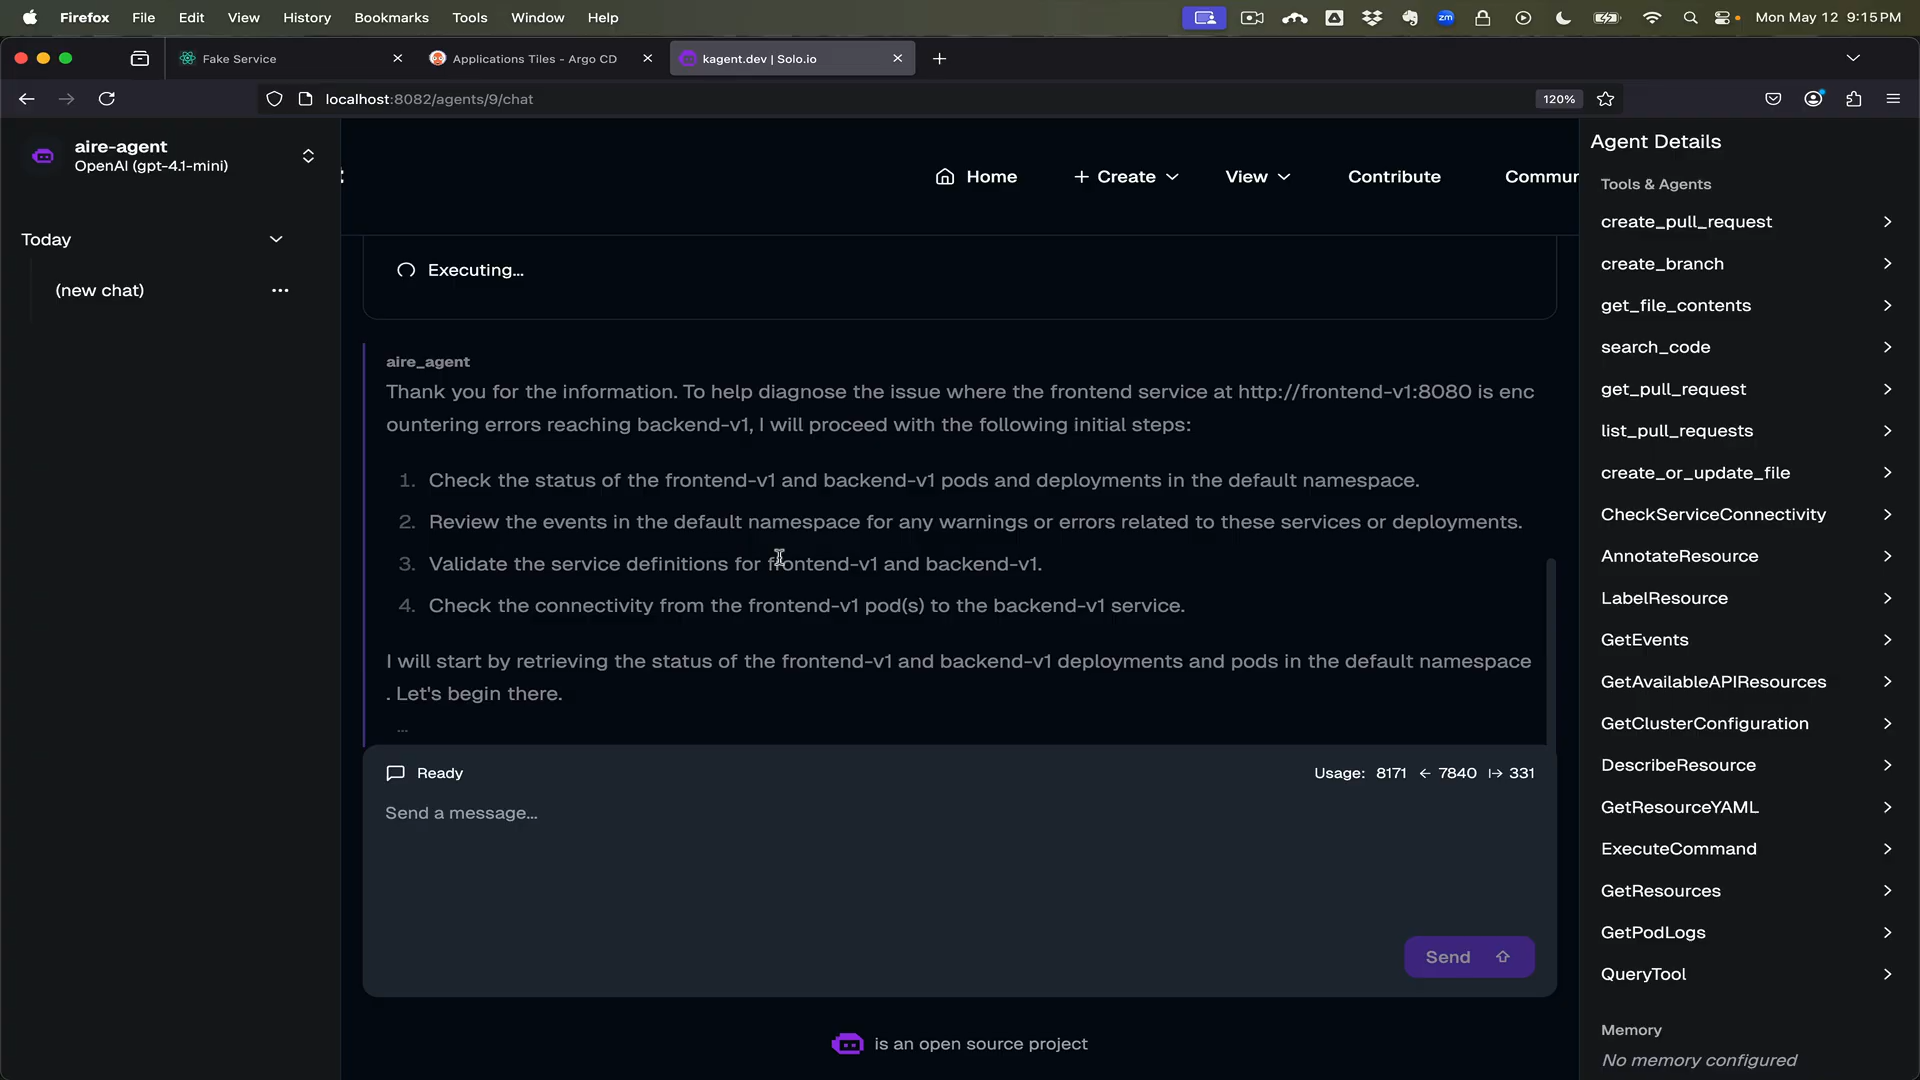 Firefox File Edit View History Bookmarks Tools Window Help
zm
Mon May 12 9:15 PM
Fake Service
Applications Tiles - Argo CD
kagent.dev | Solo.io
localhost:8082/agents/9/chat
120%
aire-agent
OpenAI (gpt-4.1-mini)
Today
(new chat)
Home
Create
View
Contribute
Commun
Executing...
aire_agent
Thank you for the information. To help diagnose the issue where the frontend service at http://frontend-v1:8080 is enc
ountering errors reaching backend-v1, I will proceed with the following initial steps:
1. Check the status of the frontend-v1 and backend-v1 pods and deployments in the default namespace.
2. Review the events in the default namespace for any warnings or errors related to these services or deployments.
3. Validate the service definitions for frontend-v1 and backend-v1.
4. Check the connectivity from the frontend-v1 pod(s) to the backend-v1 service.
I will start by retrieving the status of the frontend-v1 and backend-v1 deployments and pods in the default namespace
. Let's begin there.
...
Ready
Usage: 8171 ← 7840 ↦ 331
Send a message...
Send
is an open source project
Agent Details
Tools & Agents
create_pull_request
create_branch
get_file_contents
search_code
get_pull_request
list_pull_requests
create_or_update_file
CheckServiceConnectivity
AnnotateResource
LabelResource
GetEvents
GetAvailableAPIResources
GetClusterConfiguration
DescribeResource
GetResourceYAML
ExecuteCommand
GetResources
GetPodLogs
QueryTool
Memory
No memory configured